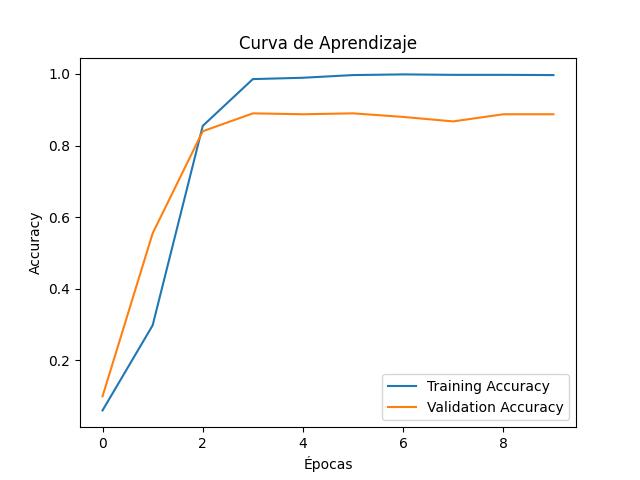 Curva de Aprendizaje
1.0
0.8
0.6
0.4
0.2
Accuracy
Training Accuracy
Validation Accuracy
0 2 4 6 8
Épocas